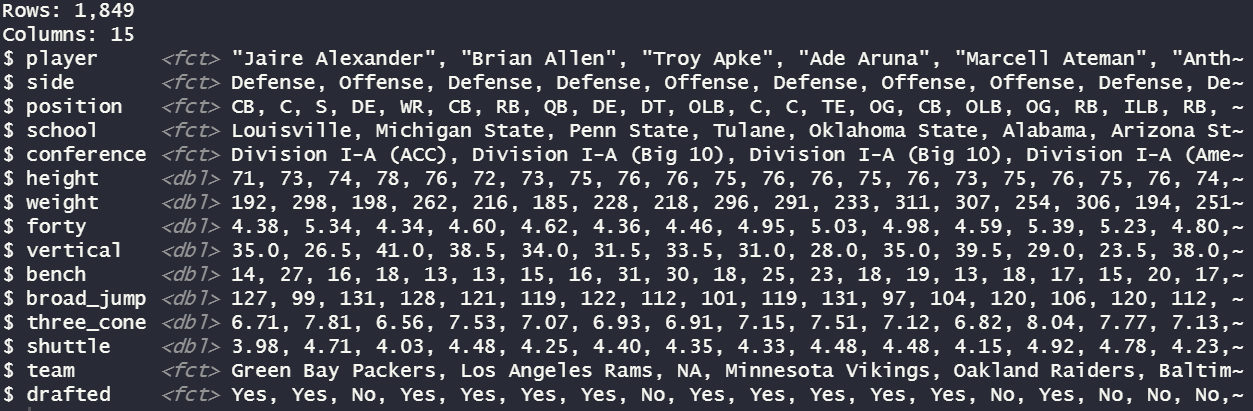 Rows: 1,849
Columns: 15
$ player <fct> "Jaire Alexander", "Brian Allen", "Troy Apke", "Ade Aruna", "Marcell Ateman", "Anth~
$ side <fct> Defense, Offense, Defense, Defense, Offense, Defense, Offense, Offense, Defense, De~
$ position <fct> CB, C, S, DE, WR, CB, RB, QB, DE, DT, OLB, C, C, TE, OG, CB, OLB, OG, RB, ILB, RB, ~
$ school <fct> Louisville, Michigan State, Penn State, Tulane, Oklahoma State, Alabama, Arizona St~
$ conference <fct> Division I-A (ACC), Division I-A (Big 10), Division I-A (Big 10), Division I-A (Ame~
$ height <dbl> 71, 73, 74, 78, 76, 72, 73, 75, 76, 76, 75, 76, 76, 75, 76, 73, 75, 76, 75, 76, 74,~
$ weight <dbl> 192, 298, 198, 262, 216, 185, 228, 218, 296, 291, 233, 311, 307, 254, 306, 194, 251~
$ forty <dbl> 4.38, 5.34, 4.34, 4.60, 4.62, 4.36, 4.46, 4.95, 5.03, 4.98, 4.59, 5.39, 5.23, 4.80,~
$ vertical <dbl> 35.0, 26.5, 41.0, 38.5, 34.0, 31.5, 33.5, 31.0, 28.0, 35.0, 39.5, 29.0, 23.5, 38.0,~
$ bench <dbl> 14, 27, 16, 18, 13, 13, 15, 16, 31, 30, 18, 25, 23, 18, 19, 13, 18, 17, 15, 20, 17,~
$ broad_jump <dbl> 127, 99, 131, 128, 121, 119, 122, 112, 101, 119, 131, 97, 104, 120, 106, 120, 112, ~
$ three_cone <dbl> 6.71, 7.81, 6.56, 7.53, 7.07, 6.93, 6.91, 7.15, 7.51, 7.12, 6.82, 8.04, 7.77, 7.13,~
$ shuttle <dbl> 3.98, 4.71, 4.03, 4.48, 4.25, 4.40, 4.35, 4.33, 4.48, 4.48, 4.15, 4.92, 4.78, 4.23,~
$ team <fct> Green Bay Packers, Los Angeles Rams, NA, Minnesota Vikings, Oakland Raiders, Baltim~
$ drafted <fct> Yes, Yes, No, Yes, Yes, Yes, Yes, No, Yes, Yes, Yes, Yes, Yes, No, Yes, No, No, No,~